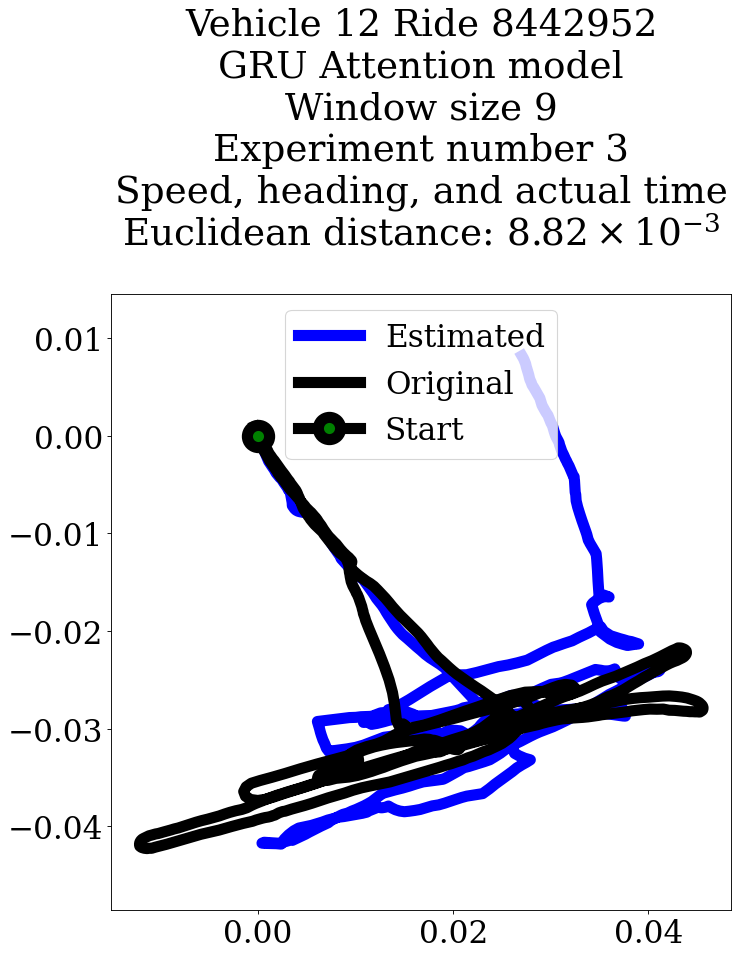 Vehicle 12 Ride 8442952
GRU Attention model
Window size 9
Experiment number 3
Speed, heading, and actual time
Euclidean distance: 8.82 × 10⁻³
Estimated
Original
Start
0.01
0.00
−0.01
−0.02
−0.03
−0.04
0.00 0.02 0.04